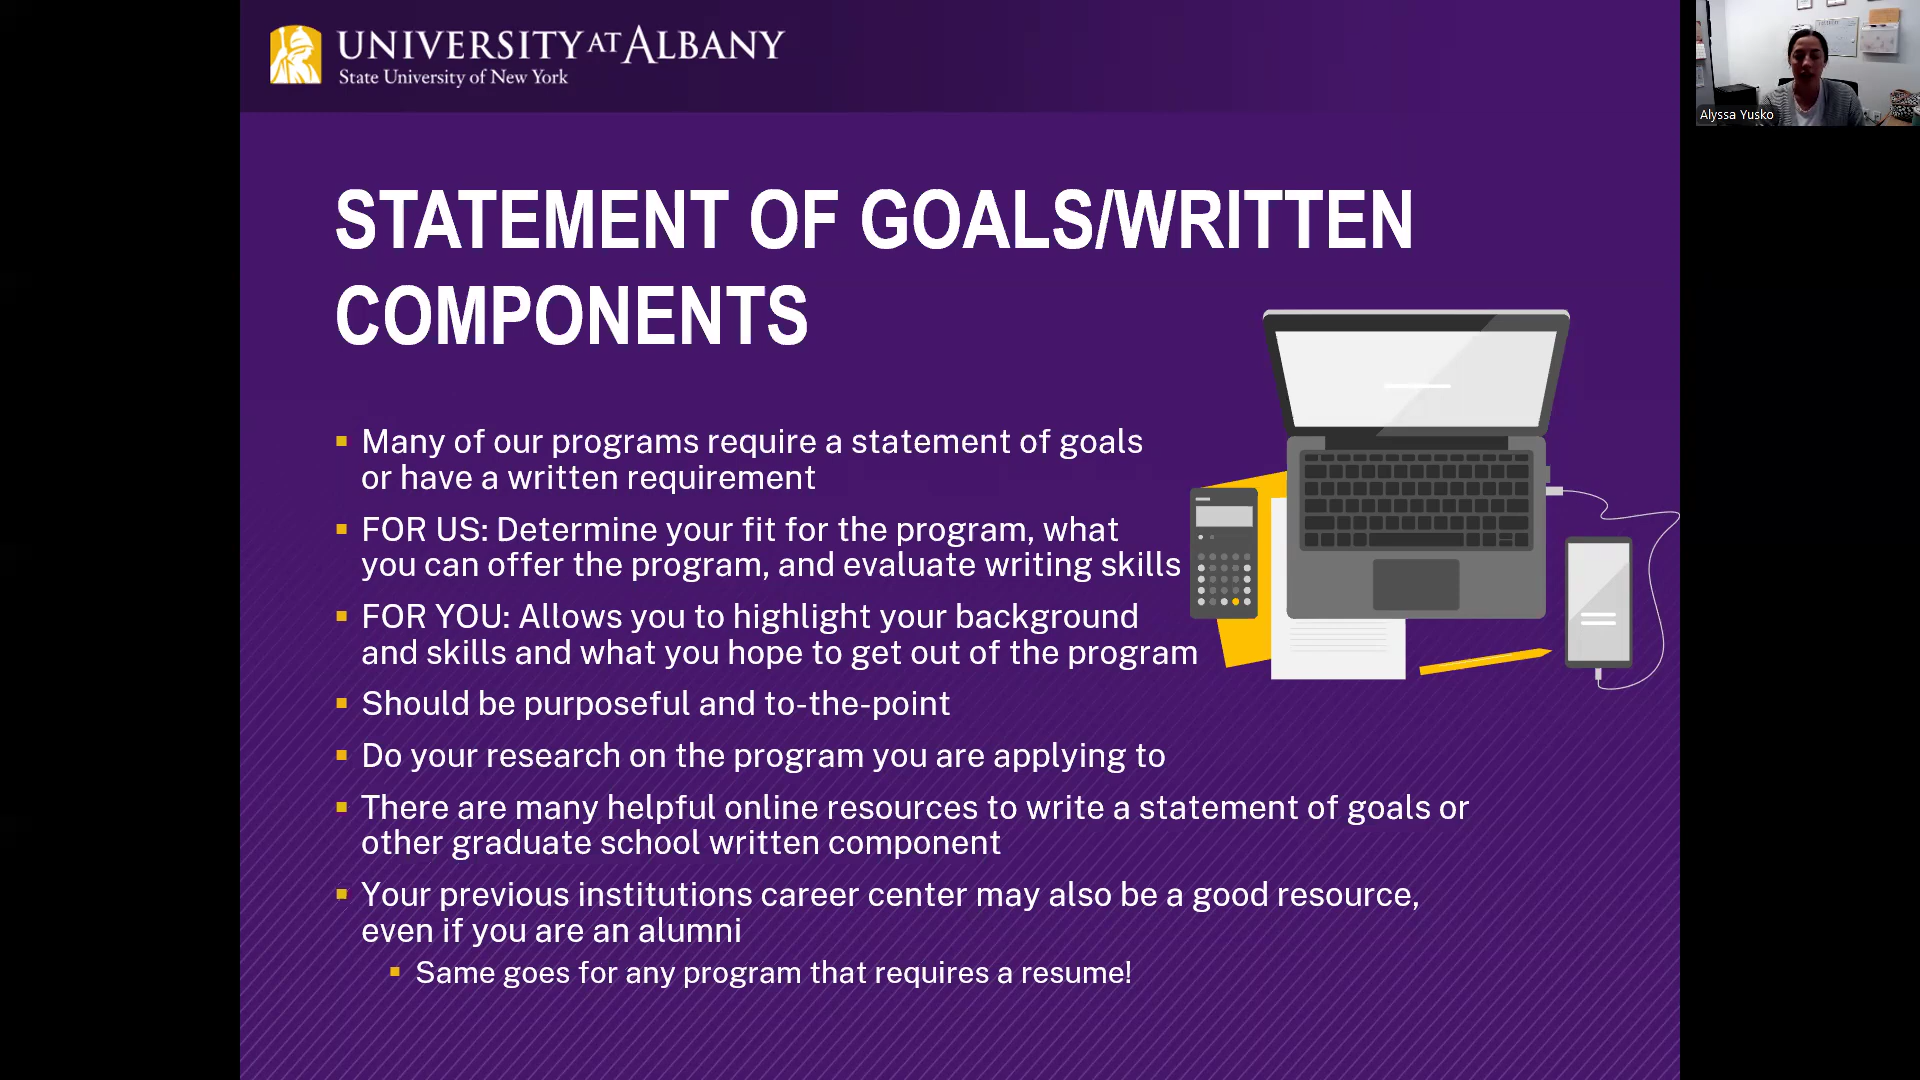 UNIVERSITY AT ALBANY
State University of New York
Alyssa Yusko
STATEMENT OF GOALS/WRITTEN
COMPONENTS
Many of our programs require a statement of goals
or have a written requirement
FOR US: Determine your fit for the program, what
you can offer the program, and evaluate writing skills
FOR YOU: Allows you to highlight your background
and skills and what you hope to get out of the program
Should be purposeful and to-the-point
Do your research on the program you are applying to
There are many helpful online resources to write a statement of goals or
other graduate school written component
Your previous institutions career center may also be a good resource,
even if you are an alumni
Same goes for any program that requires a resume!